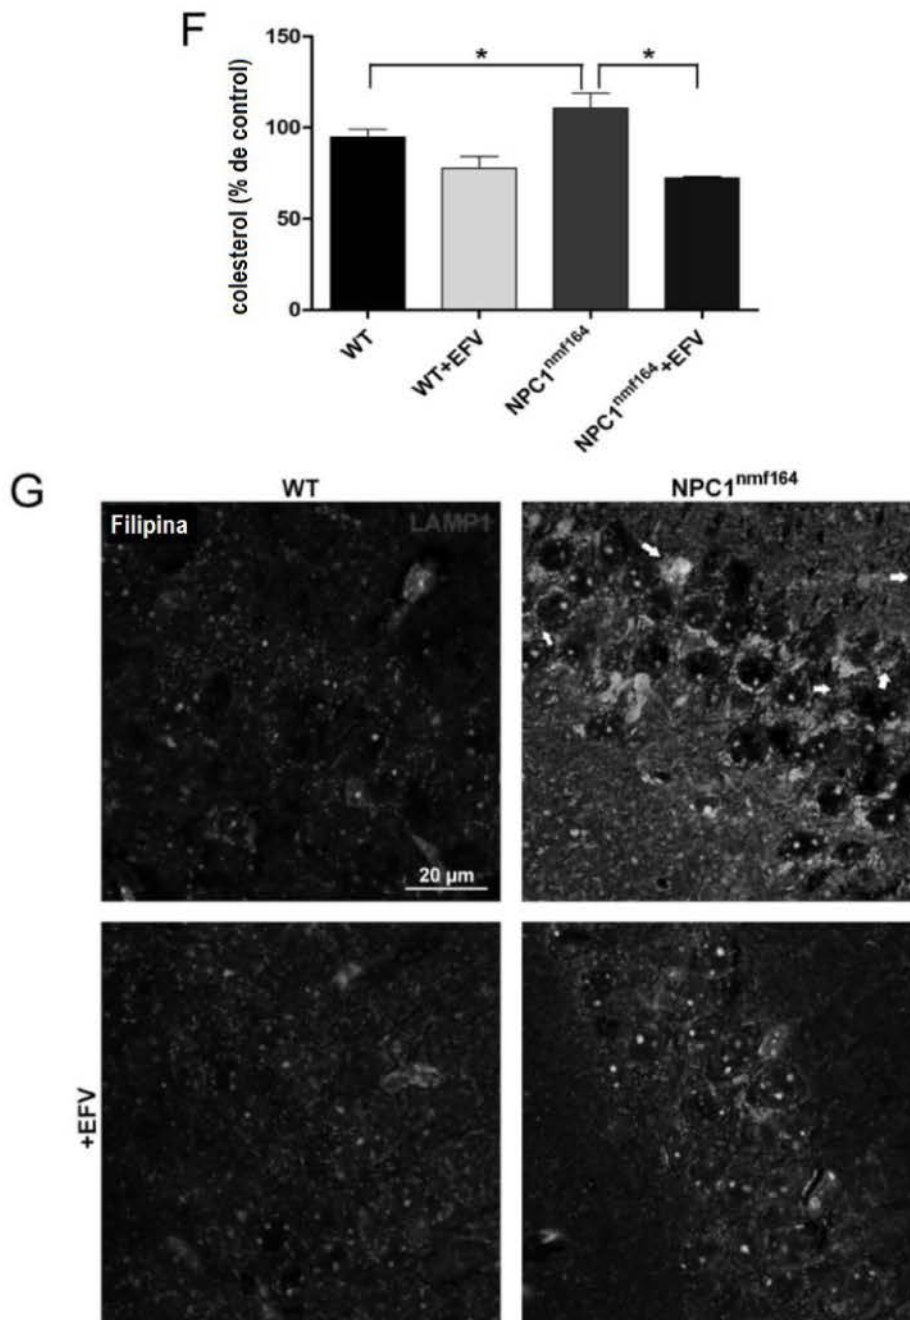 F
150
100
50
0
colesterol (% de control)
*
*
WT
WT+EFV
NPC1nmf164
NPC1nmf164+EFV
G
WT
NPC1nmf164
Filipina
LAMP1
20 µm
+EFV